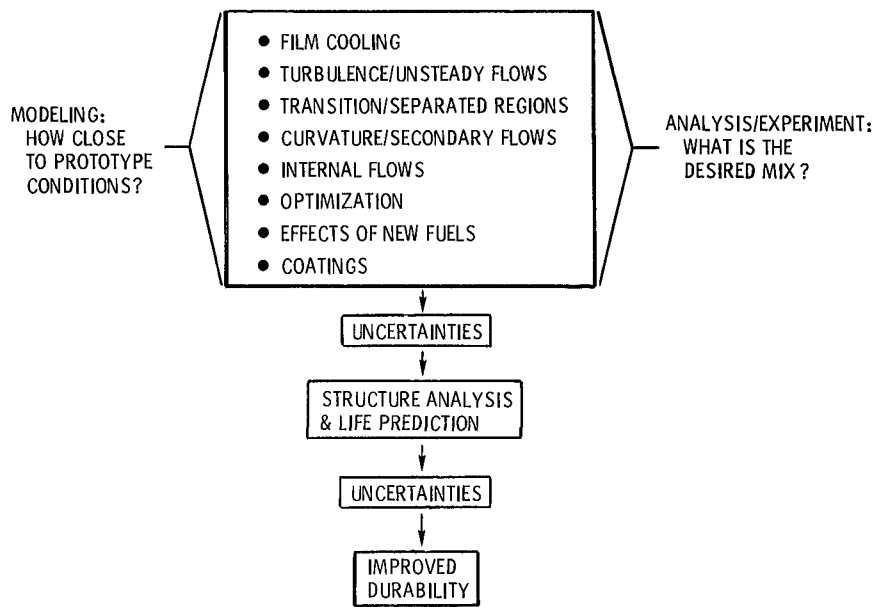 MODELING:
HOW CLOSE
TO PROTOTYPE
CONDITIONS?
● FILM COOLING
● TURBULENCE/UNSTEADY FLOWS
● TRANSITION/SEPARATED REGIONS
● CURVATURE/SECONDARY FLOWS
● INTERNAL FLOWS
● OPTIMIZATION
● EFFECTS OF NEW FUELS
● COATINGS
ANALYSIS/EXPERIMENT:
WHAT IS THE
DESIRED MIX?
UNCERTAINTIES
STRUCTURE ANALYSIS
& LIFE PREDICTION
UNCERTAINTIES
IMPROVED
DURABILITY